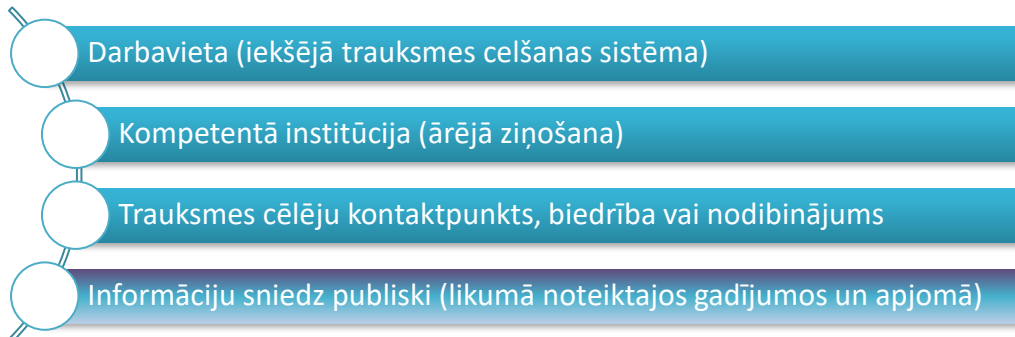 Darbavieta (iekšējā trauksmes celšanas sistēma)
Kompetentā institūcija (ārējā ziņošana)
Trauksmes cēlēju kontaktpunkts, biedrība vai nodibinājums
Informāciju sniedz publiski (likumā noteiktajos gadījumos un apjomā)